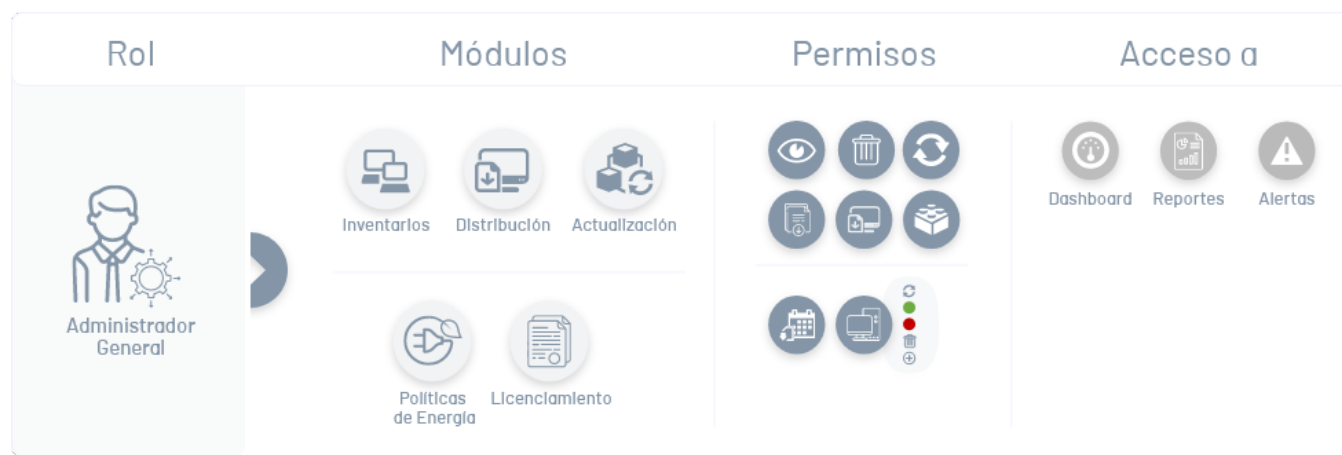 Rol
Módulos
Permisos
Acceso a
Inventarios
Distribución
Actualización
Dashboard
Reportes
Alertas
Administrador
General
Políticas
de Energía
Licenciamiento